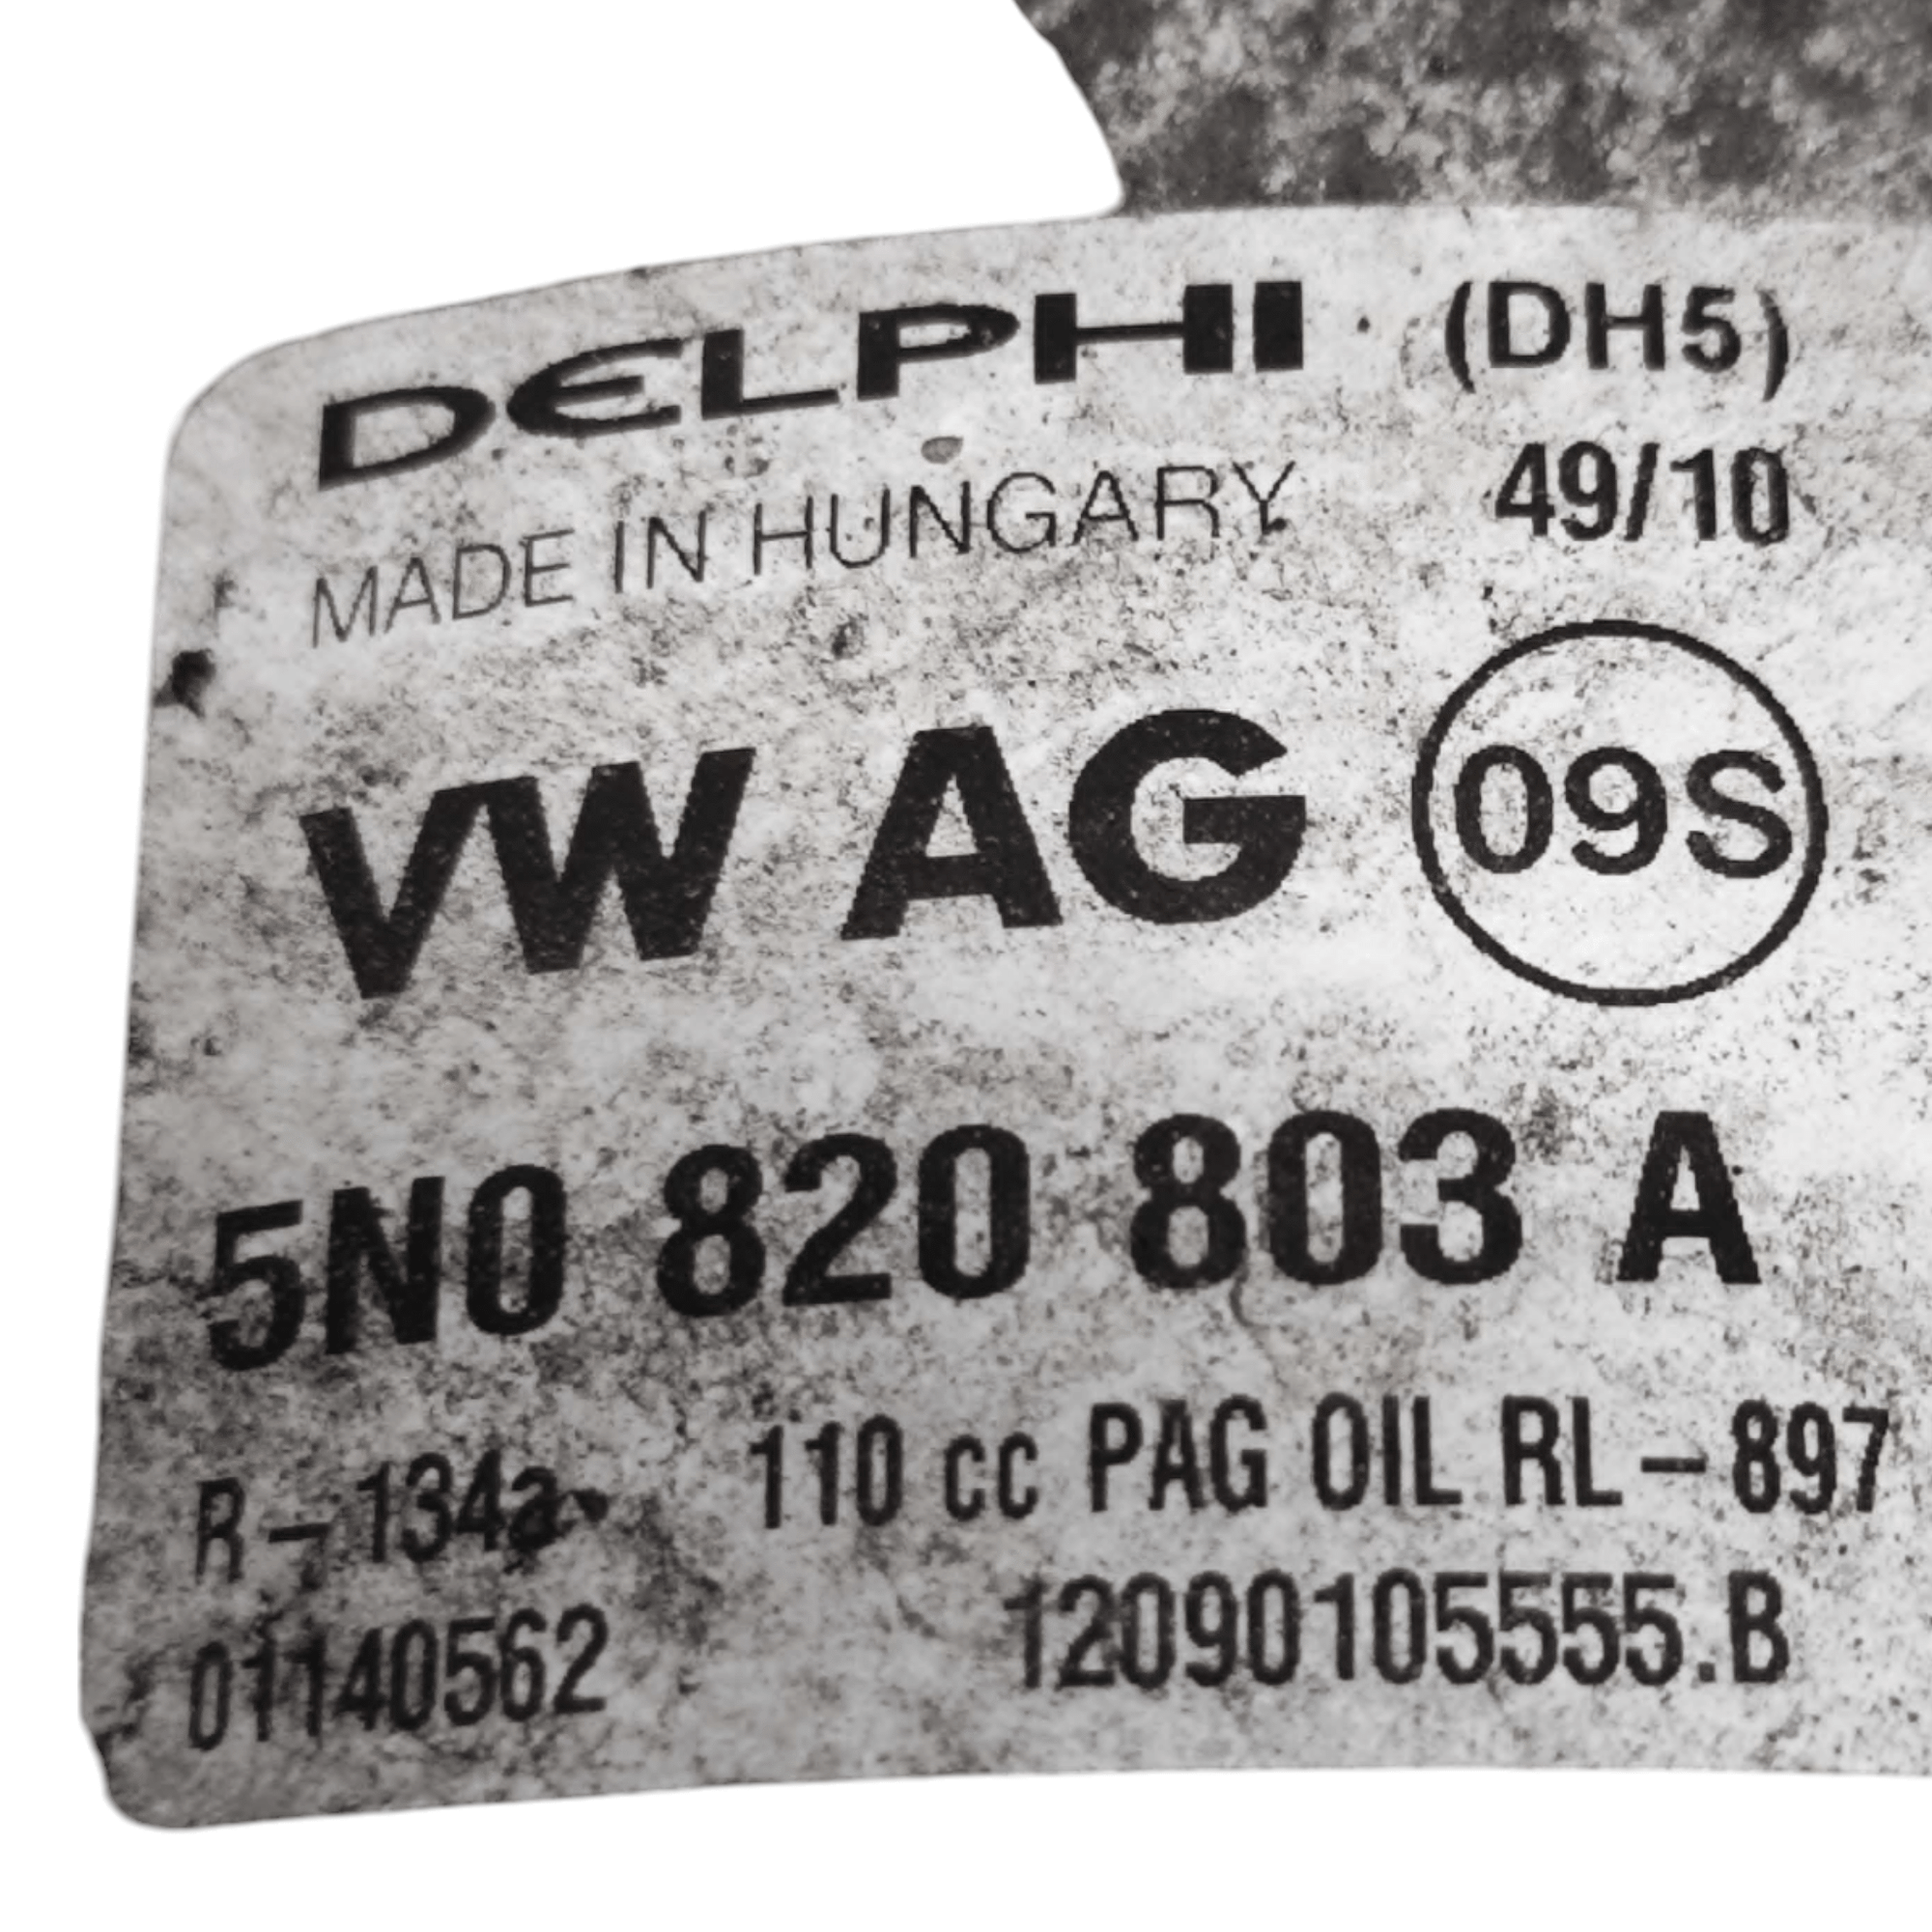 DELPHI (DH5)
MADE IN HUNGARY 49/10
VW AG 09S
5N0 820 803 A
R-134a 110 cc PAG OIL RL-897
01140562 12090105555.B